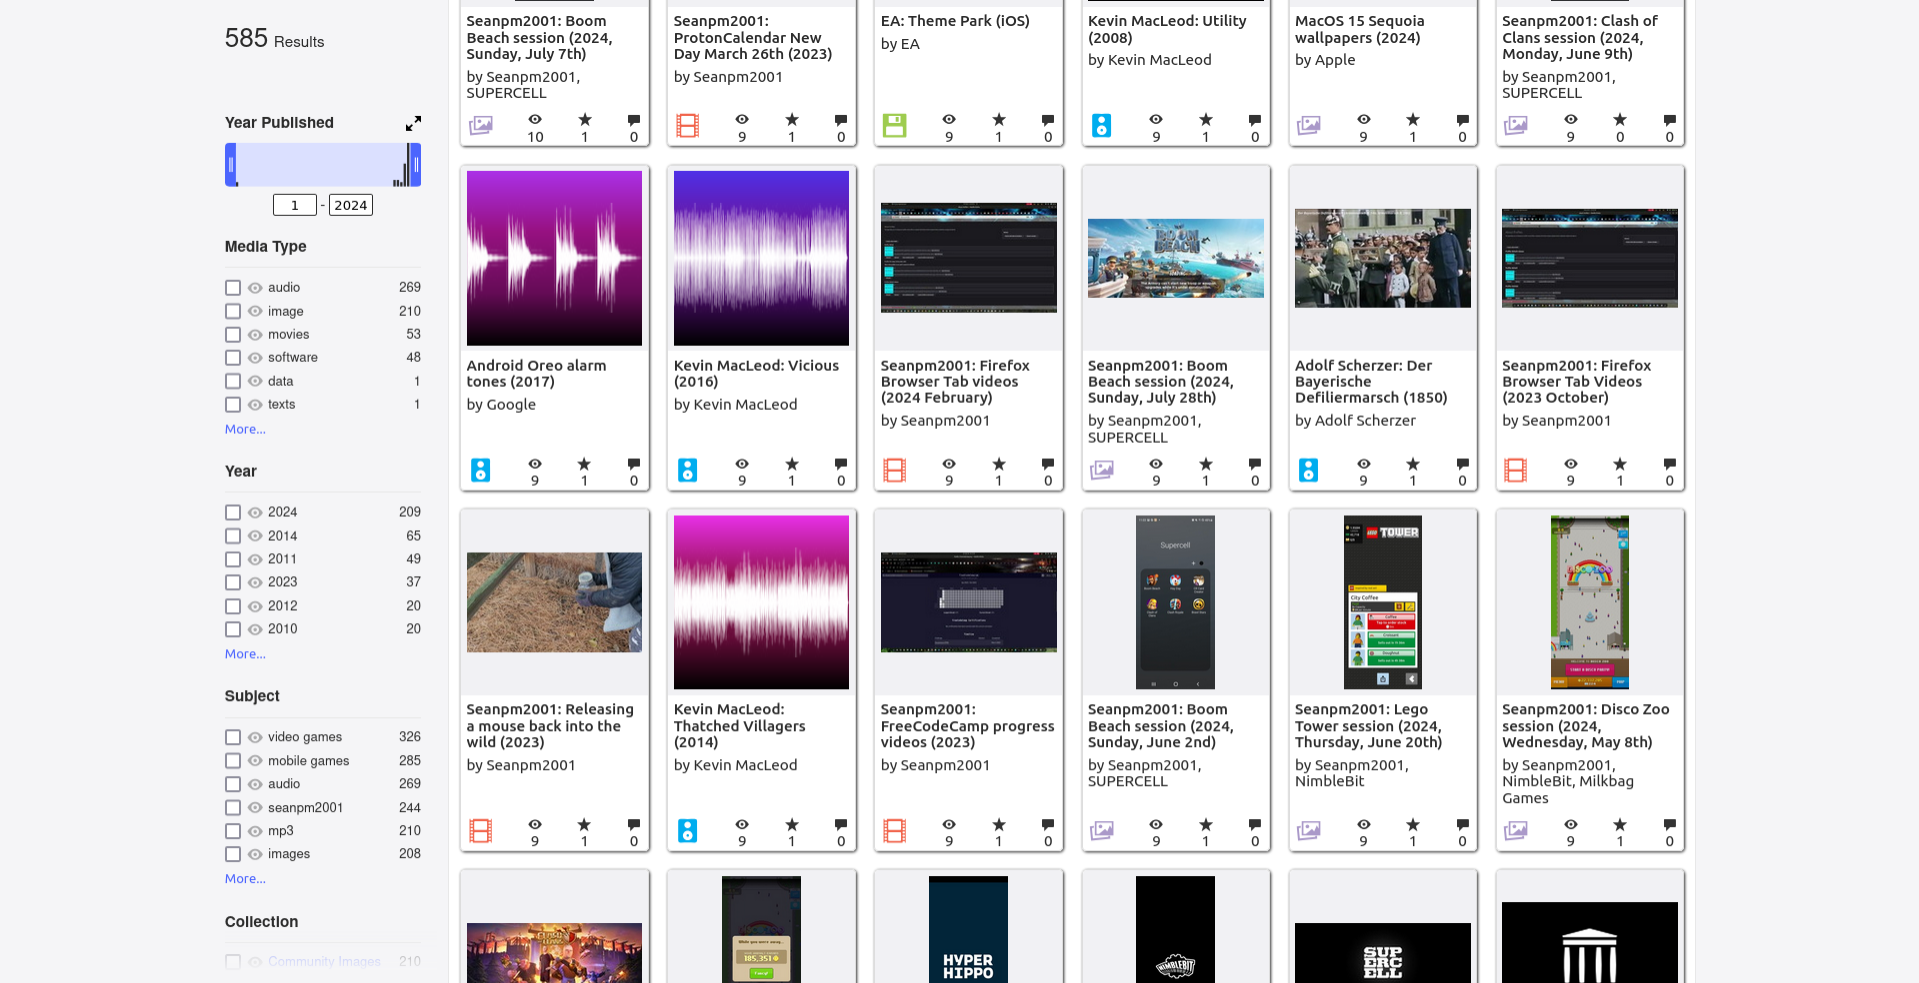 585 Results
Year Published
1 - 2024
Media Type
audio 269
image 210
movies 53
software 48
data 1
texts 1
More...
Year
2024 209
2014 65
2011 49
2023 37
2012 20
2010 20
More...
Subject
video games 326
mobile games 285
audio 269
seanpm2001 244
mp3 210
images 208
More...
Collection
Community Images 210
Seanpm2001: Boom
Beach session (2024,
Sunday, July 7th)
by Seanpm2001,
SUPERCELL
10 1 0
Seanpm2001:
ProtonCalendar New
Day March 26th (2023)
by Seanpm2001
9 1 0
EA: Theme Park (iOS)
by EA
9 1 0
Kevin MacLeod: Utility
(2008)
by Kevin MacLeod
9 1 0
MacOS 15 Sequoia
wallpapers (2024)
by Apple
9 1 0
Seanpm2001: Clash of
Clans session (2024,
Monday, June 9th)
by Seanpm2001,
SUPERCELL
9 0 0
Android Oreo alarm
tones (2017)
by Google
9 1 0
Kevin MacLeod: Vicious
(2016)
by Kevin MacLeod
9 1 0
Seanpm2001: Firefox
Browser Tab videos
(2024 February)
by Seanpm2001
9 1 0
BOOM
BEACH
Seanpm2001: Boom
Beach session (2024,
Sunday, July 28th)
by Seanpm2001,
SUPERCELL
9 1 0
Adolf Scherzer: Der
Bayerische
Defiliermarsch (1850)
by Adolf Scherzer
9 1 0
Seanpm2001: Firefox
Browser Tab Videos
(2023 October)
by Seanpm2001
9 1 0
Seanpm2001: Releasing
a mouse back into the
wild (2023)
by Seanpm2001
9 1 0
Kevin MacLeod:
Thatched Villagers
(2014)
by Kevin MacLeod
9 1 0
Seanpm2001:
FreeCodeCamp progress
videos (2023)
by Seanpm2001
9 1 0
Supercell
Seanpm2001: Boom
Beach session (2024,
Sunday, June 2nd)
by Seanpm2001,
SUPERCELL
9 1 0
LEGO TOWER
City Coffee
Seanpm2001: Lego
Tower session (2024,
Thursday, June 20th)
by Seanpm2001,
NimbleBit
9 1 0
Seanpm2001: Disco Zoo
session (2024,
Wednesday, May 8th)
by Seanpm2001,
NimbleBit, Milkbag
Games
9 1 0
While you were away...
185,351
HYPER
HIPPO
NIMBLEBIT
SUP
ERC
ELL